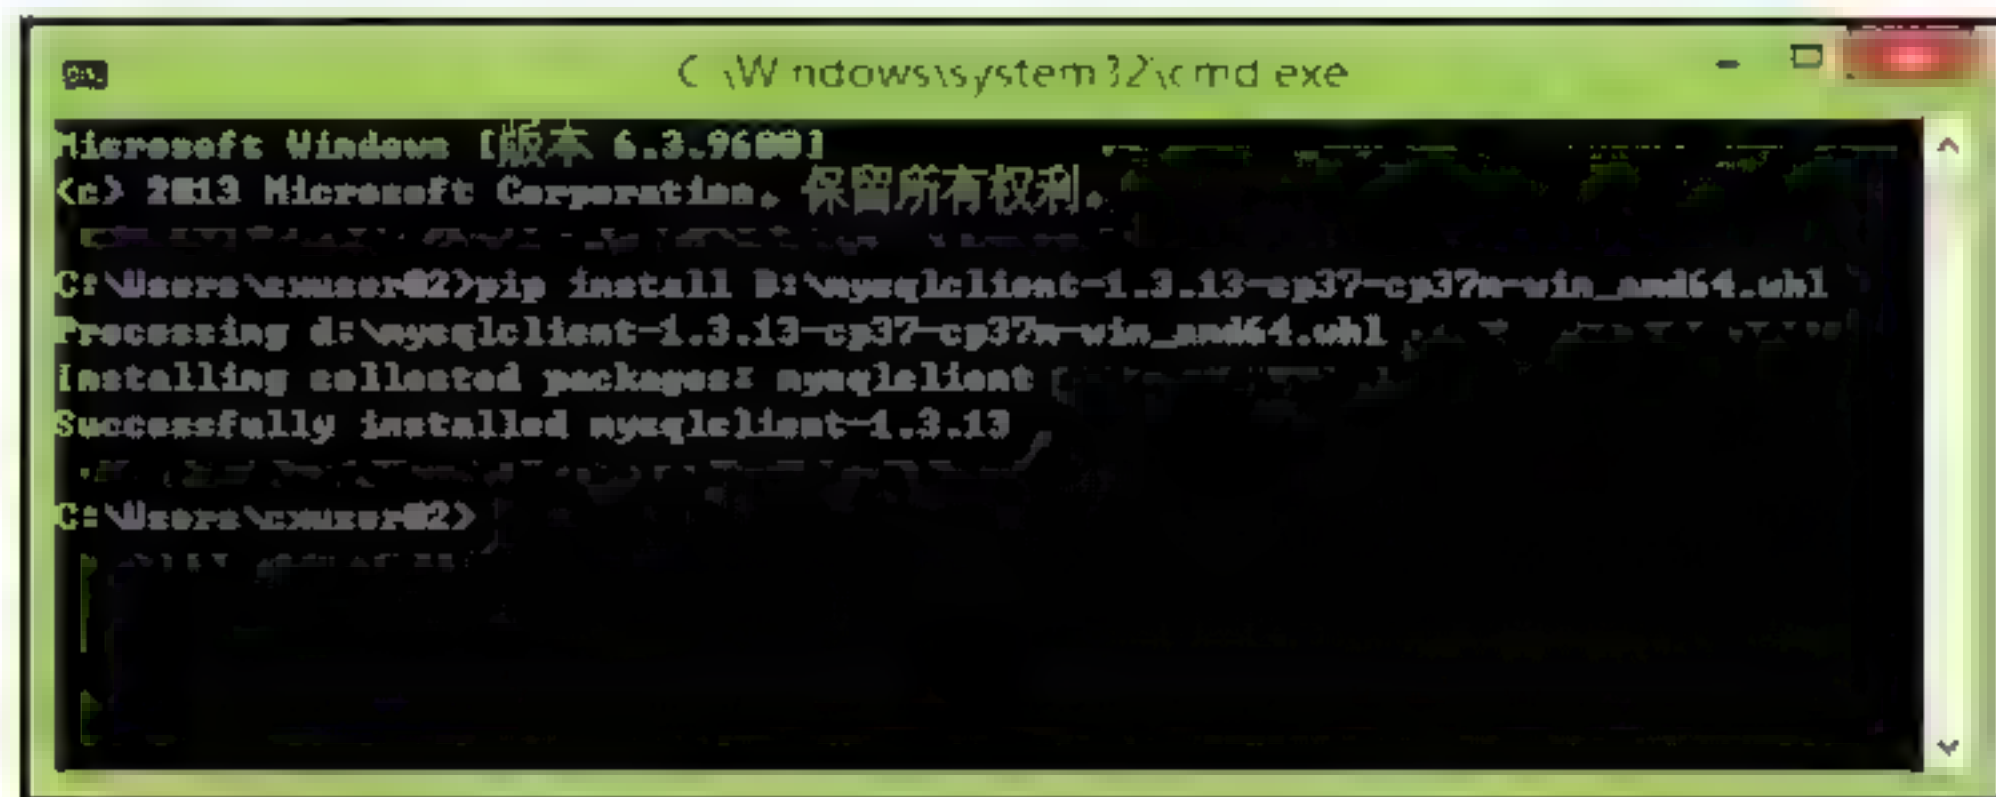 C:\Windows\system32\cmd.exe
Microsoft Windows [版本 6.3.9600]
(c) 2013 Microsoft Corporation。保留所有权利。
C:\Users\cxuser02>pip install D:\mysqlclient-1.3.13-cp37-cp37m-win_amd64.whl
Processing d:\mysqlclient-1.3.13-cp37-cp37m-win_amd64.whl
Installing collected packages: mysqlclient
Successfully installed mysqlclient-1.3.13
C:\Users\cxuser02>